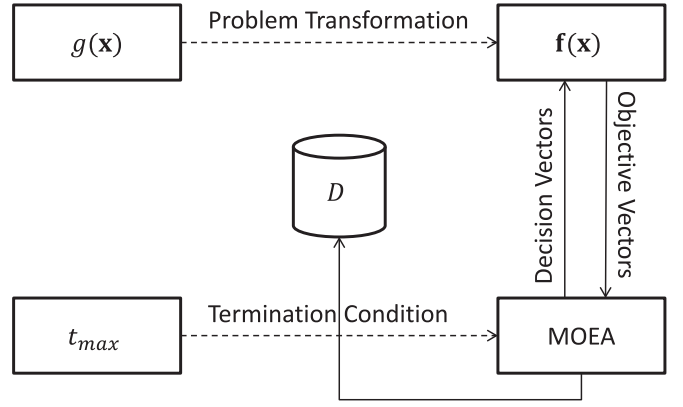 Problem Transformation
g(x)
f(x)
D
Decision Vectors
Objective Vectors
Termination Condition
t_max
MOEA